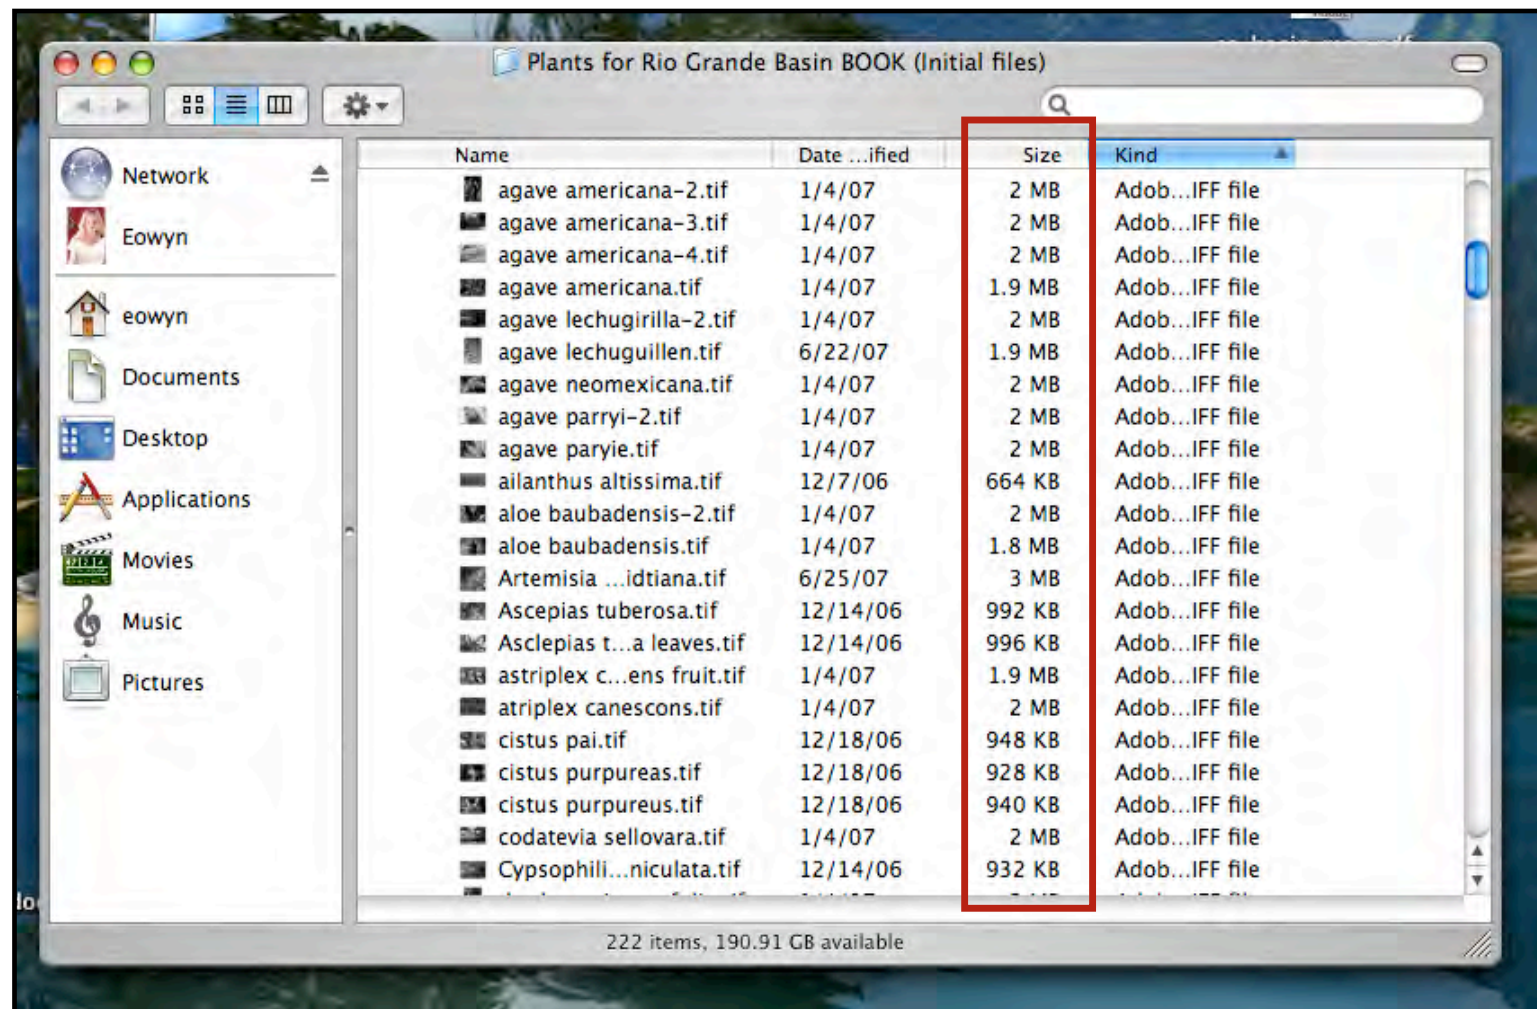 Plants for Rio Grande Basin BOOK (Initial files)
Network
Eowyn
eowyn
Documents
Desktop
Applications
Movies
Music
Pictures
Name Date ...ified Size Kind
agave americana-2.tif 1/4/07 2 MB Adob...IFF file
agave americana-3.tif 1/4/07 2 MB Adob...IFF file
agave americana-4.tif 1/4/07 2 MB Adob...IFF file
agave americana.tif 1/4/07 1.9 MB Adob...IFF file
agave lechugirilla-2.tif 1/4/07 2 MB Adob...IFF file
agave lechuguillen.tif 6/22/07 1.9 MB Adob...IFF file
agave neomexicana.tif 1/4/07 2 MB Adob...IFF file
agave parryi-2.tif 1/4/07 2 MB Adob...IFF file
agave paryie.tif 1/4/07 2 MB Adob...IFF file
ailanthus altissima.tif 12/7/06 664 KB Adob...IFF file
aloe baubadensis-2.tif 1/4/07 2 MB Adob...IFF file
aloe baubadensis.tif 1/4/07 1.8 MB Adob...IFF file
Artemisia ...idtiana.tif 6/25/07 3 MB Adob...IFF file
Ascepias tuberosa.tif 12/14/06 992 KB Adob...IFF file
Asclepias t...a leaves.tif 12/14/06 996 KB Adob...IFF file
astriplex c...ens fruit.tif 1/4/07 1.9 MB Adob...IFF file
atriplex canescons.tif 1/4/07 2 MB Adob...IFF file
cistus pai.tif 12/18/06 948 KB Adob...IFF file
cistus purpureas.tif 12/18/06 928 KB Adob...IFF file
cistus purpureus.tif 12/18/06 940 KB Adob...IFF file
codatevia sellovara.tif 1/4/07 2 MB Adob...IFF file
Cypsophili...niculata.tif 12/14/06 932 KB Adob...IFF file
222 items, 190.91 GB available